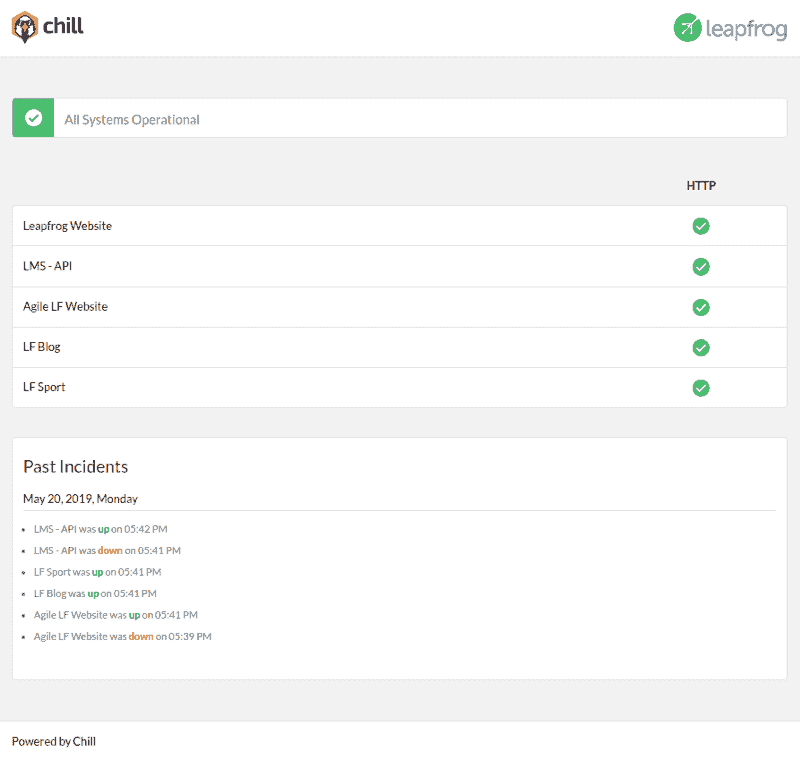 chill
leapfrog
All Systems Operational
HTTP
Leapfrog Website
LMS - API
Agile LF Website
LF Blog
LF Sport
Past Incidents
May 20, 2019, Monday
LMS - API was up on 05:42 PM
LMS - API was down on 05:41 PM
LF Sport was up on 05:41 PM
LF Blog was up on 05:41 PM
Agile LF Website was up on 05:41 PM
Agile LF Website was down on 05:39 PM
Powered by Chill